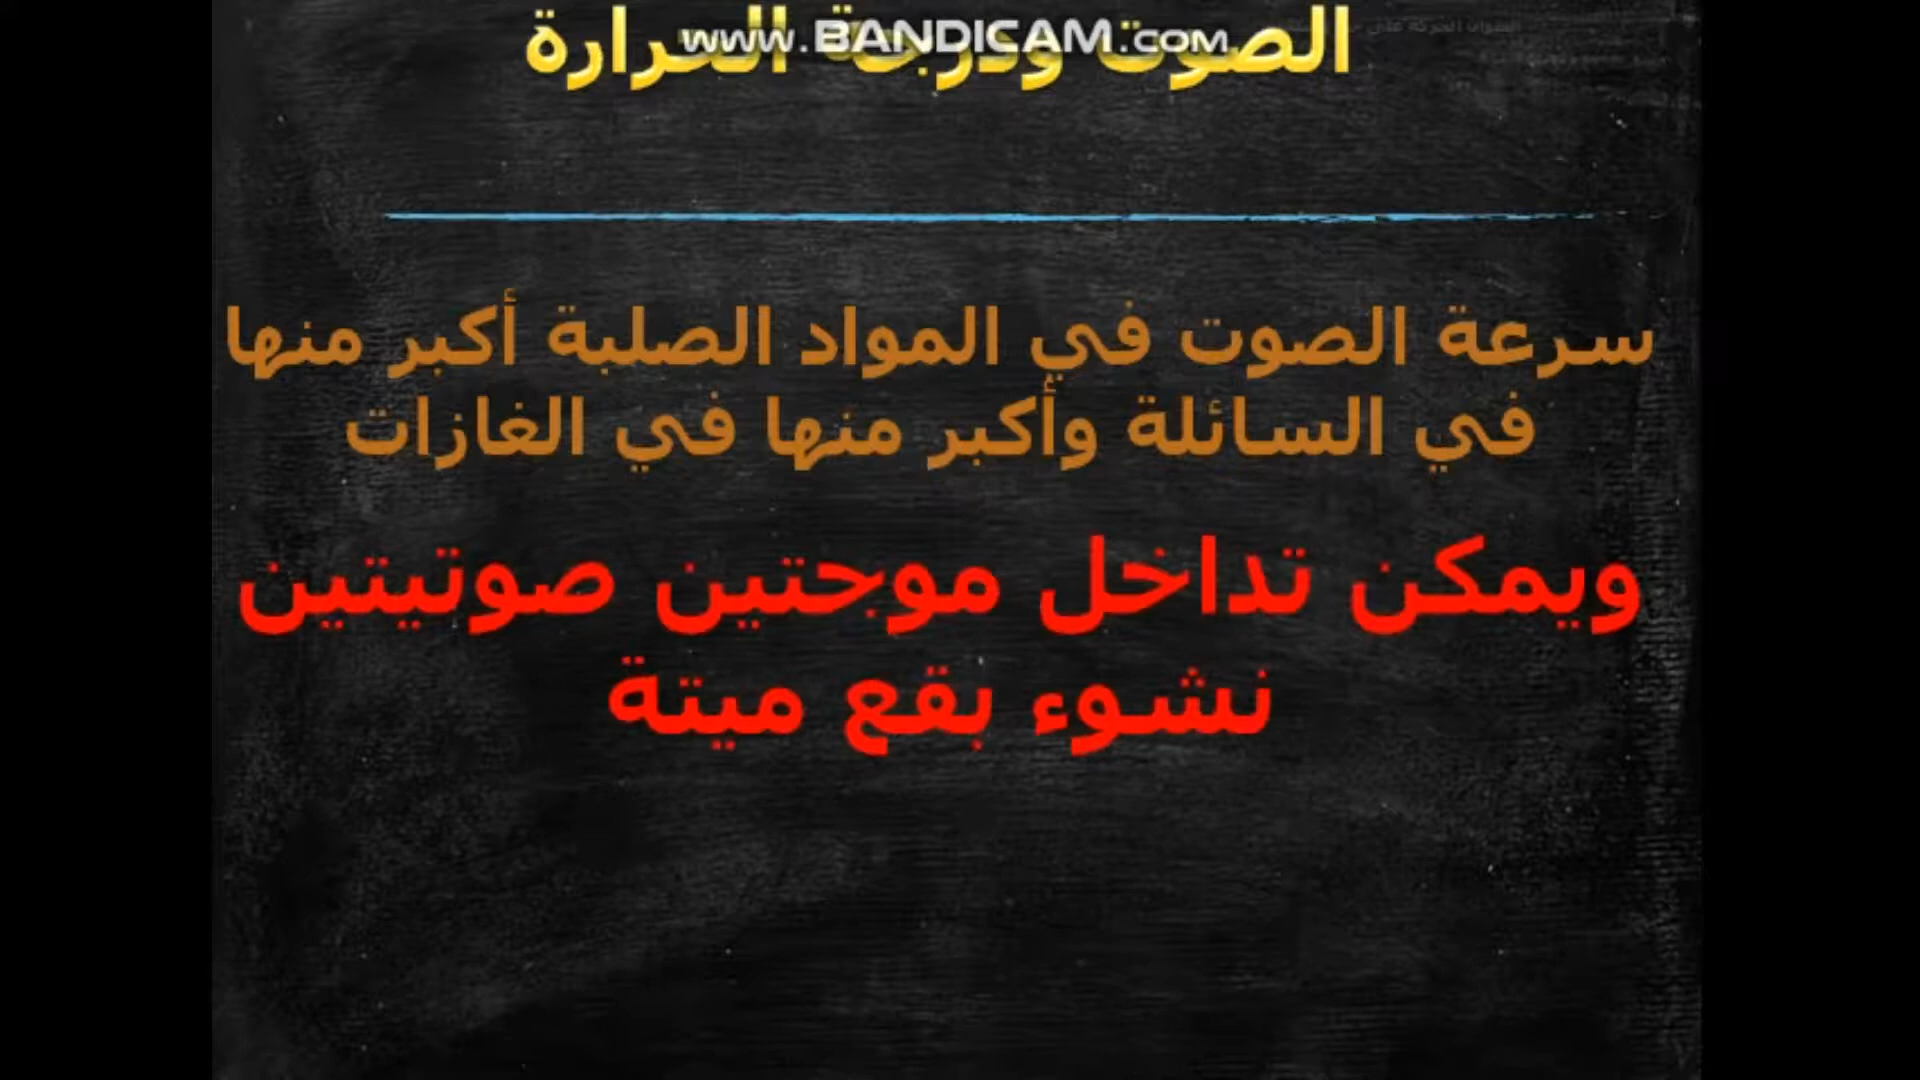 الصوت ودرجة الحرارة
www.BANDICAM.com
سرعة الصوت في المواد الصلبة أكبر منها
في السائلة وأكبر منها في الغازات
ويمكن تداخل موجتين صوتيتين
نشوء بقع ميتة